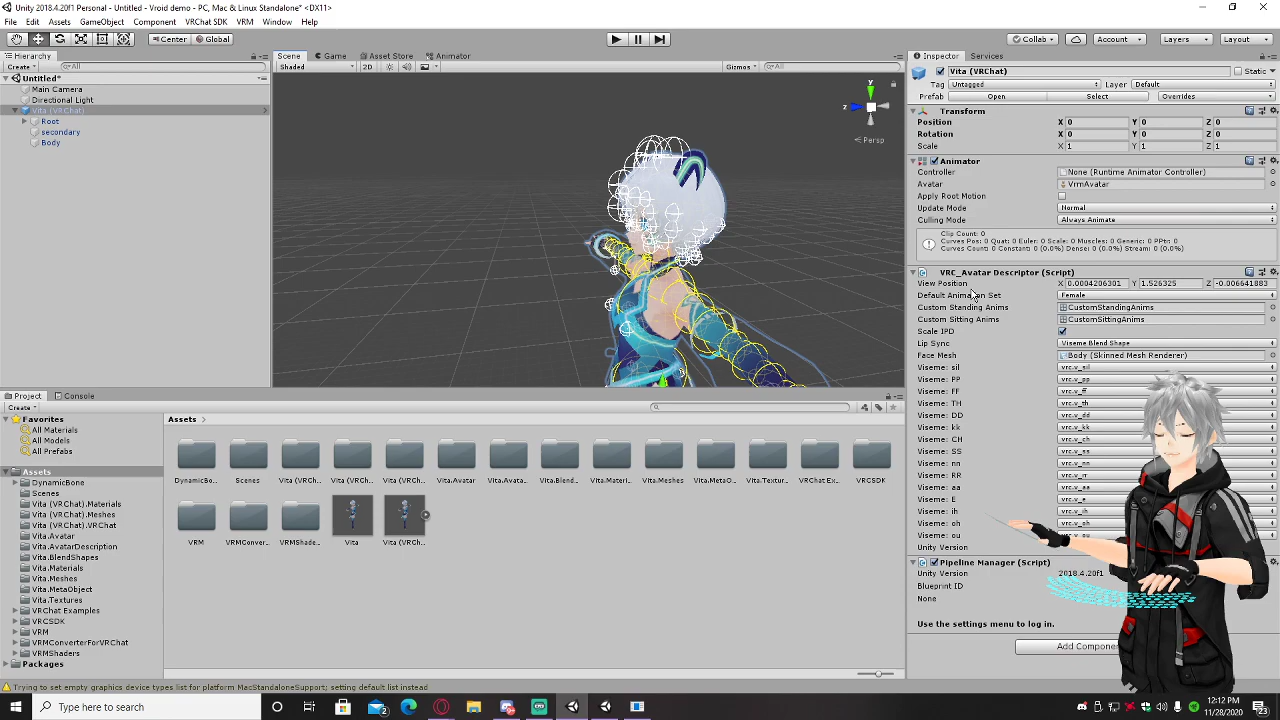 Unity 2018.4.20f1 Personal - Untitled - Vroid demo - PC, Mac & Linux Standalone* <DX11>
File Edit Assets GameObject Component VRChat SDK VRM Window Help
Center Global Collab Account Layers Layout
Hierarchy
Create All
Untitled*
Main Camera
Directional Light
Vita (VRChat)
Root
secondary
Body
Scene Game Asset Store Animator
Shaded 2D Gizmos All
y
z
Persp
Inspector Services
Vita (VRChat) Static
Tag Untagged Layer Default
Prefab Open Select Overrides
Transform
Position X 0 Y 0 Z 0
Rotation X 0 Y 0 Z 0
Scale X 1 Y 1 Z 1
Animator
Controller None (Runtime Animator Controller)
Avatar VrmAvatar
Apply Root Motion
Update Mode Normal
Culling Mode Always Animate
Clip Count: 0
Curves Pos: 0 Quat: 0 Euler: 0 Scale: 0 Muscles: 0 Generic: 0 PPtr: 0
Curves Count: 0 Constant: 0 (0.0%) Dense: 0 (0.0%) Stream: 0 (0.0%)
VRC_Avatar Descriptor (Script)
View Position X 0.0004206301 Y 1.526325 Z -0.006641883
Default Animation Set Female
Custom Standing Anims CustomStandingAnims
Custom Sitting Anims CustomSittingAnims
Scale IPD
Lip Sync Viseme Blend Shape
Face Mesh Body (Skinned Mesh Renderer)
Viseme: sil vrc.v_sil
Viseme: PP vrc.v_pp
Viseme: FF vrc.v_ff
Viseme: TH vrc.v_th
Viseme: DD vrc.v_dd
Viseme: kk vrc.v_kk
Viseme: CH vrc.v_ch
Viseme: SS vrc.v_ss
Viseme: nn vrc.v_nn
Viseme: RR vrc.v_rr
Viseme: aa vrc.v_aa
Viseme: E vrc.v_e
Viseme: ih vrc.v_ih
Viseme: oh vrc.v_oh
Viseme: ou vrc.v_ou
Unity Version
Pipeline Manager (Script)
Unity Version 2018.4.20f1
Blueprint ID
None
Use the settings menu to log in.
Add Componen
Project Console
Create
Favorites
All Materials
All Models
All Prefabs
Assets
DynamicBone
Scenes
Vita (VRChat).Materials
Vita (VRChat).Meshes
Vita (VRChat).VRChat
Vita.Avatar
Vita.AvatarDescription
Vita.BlendShapes
Vita.Materials
Vita.Meshes
Vita.MetaObject
Vita.Textures
VRChat Examples
VRCSDK
VRM
VRMConverterForVRChat
VRMShaders
Packages
Assets
DynamicBo... Scenes Vita (VRCh... Vita (VRCh... Vita (VRCh... Vita.Avatar Vita.Avata... Vita.Blend... Vita.Materi... Vita.Meshes Vita.MetaO... Vita.Textur... VRChat Ex... VRCSDK
VRM VRMConver... VRMShade... Vita Vita (VRCh...
Trying to set empty graphics device types list for platform MacStandaloneSupport; setting default list instead
Type here to search
12:12 PM
11/28/2020